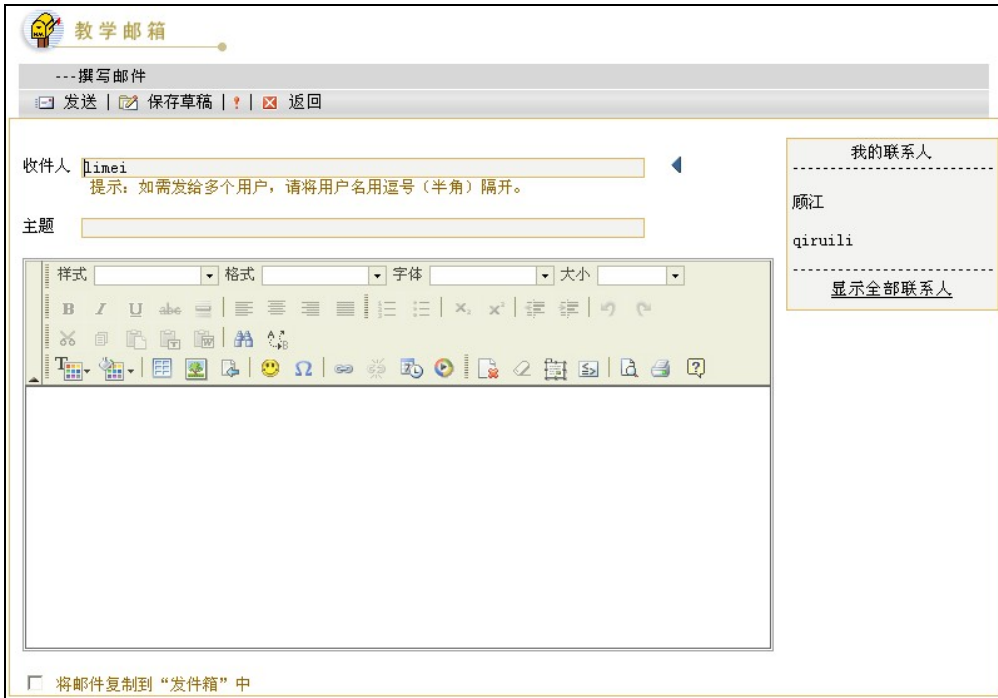 教学邮箱
---撰写邮件
发送 | 保存草稿 | ! | 返回
收件人 limei
提示：如需发给多个用户，请将用户名用逗号（半角）隔开。
主题
样式 格式 字体 大小
B I U abc X₂ X²
将邮件复制到“发件箱”中
我的联系人
顾江
qiruili
显示全部联系人